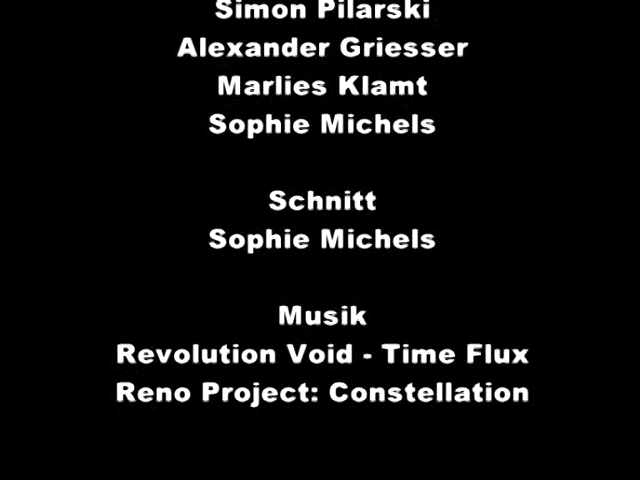 Simon Pilarski
Alexander Griesser
Marlies Klamt
Sophie Michels
Schnitt
Sophie Michels
Musik
Revolution Void - Time Flux
Reno Project: Constellation